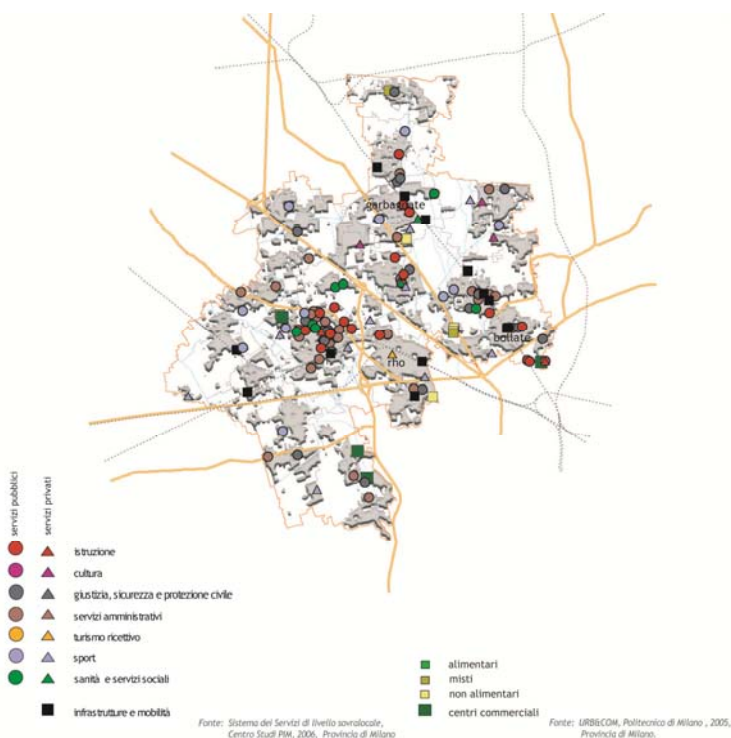 garbagnate
bollate
rho
servizi pubblici
servizi privati
istruzione
cultura
giustizia, sicurezza e protezione civile
servizi amministrativi
turismo ricettivo
sport
sanità e servizi sociali
infrastrutture e mobilità
alimentari
misti
non alimentari
centri commerciali
Fonte: Sistema dei Servizi di livello sovralocale,
Centro Studi PIM, 2006, Provincia di Milano
Fonte: URB&COM, Politecnico di Milano , 2005,
Provincia di Milano.